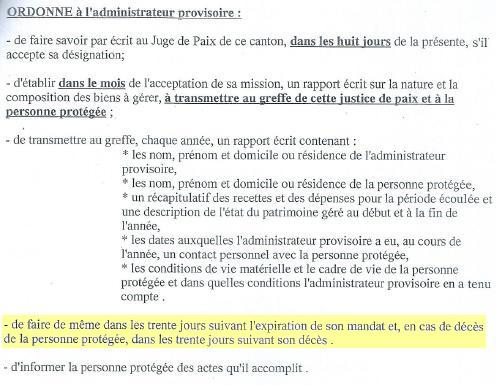 ORDONNE à l'administrateur provisoire :
- de faire savoir par écrit au Juge de Paix de ce canton, dans les huit jours de la présente, s'il
accepte sa désignation;
- d'établir dans le mois de l'acceptation de sa mission, un rapport écrit sur la nature et la
composition des biens à gérer, à transmettre au greffe de cette justice de paix et à la
personne protégée ;
- de transmettre au greffe, chaque année, un rapport écrit contenant :
* les nom, prénom et domicile ou résidence de l'administrateur
provisoire,
* les nom, prénom et domicile ou résidence de la personne protégée,
* un récapitulatif des recettes et des dépenses pour la période écoulée et
une description de l'état du patrimoine géré au début et à la fin de
l'année,
* les dates auxquelles l'administrateur provisoire a eu, au cours de
l'année, un contact personnel avec la personne protégée,
* les conditions de vie matérielle et le cadre de vie de la personne
protégée et dans quelles conditions l'administrateur provisoire en a tenu
compte .
- de faire de même dans les trente jours suivant l'expiration de son mandat et, en cas de décès
de la personne protégée, dans les trente jours suivant son décès .
- d'informer la personne protégée des actes qu'il accomplit .